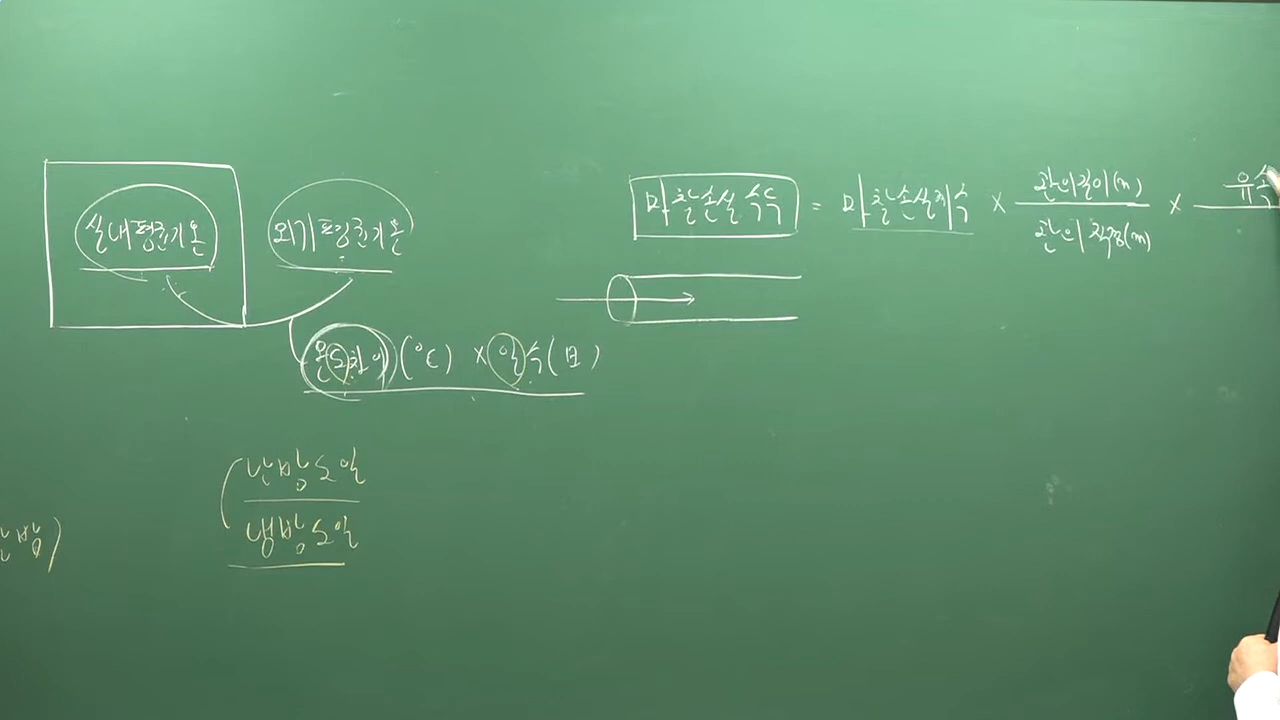 실내평균기온
외기평균기온
온도차이(℃) × 일수(日)
난방도일
냉방도일
방)
마찰손실수두 = 마찰손실계수 × 관의길이(m) / 관의직경(m) × 유속